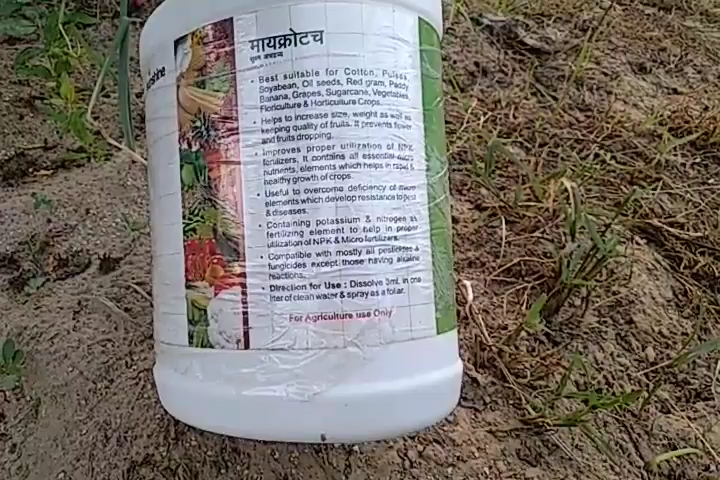 मायक्रोटच
सूक्ष्म अन्नद्रव्य
• Best suitable for Cotton, Pulses,
Soyabean, Oil seeds, Red gram, Paddy
Banana, Grapes, Sugarcane, Vegetables,
Floriculture & Horticulture Crops.
• Helps to increase size, weight as well as
keeping quality of fruits. It prevents flower
and fruits dropping.
• Improves proper utilization of NPK
fertilizers. It contains all essential micro
nutrients, elements which helps in rapid &
healthy growth of crops.
• Useful to overcome deficiency of micro
elements which develop resistance to pest
& diseases.
• Containing potassium & nitrogen as
fertilizing element to help in proper
utilization of NPK & Micro fertilizers.
• Compatible with mostly all pesticides &
fungicides except those having alkaline
reactions.
• Direction for Use : Dissolve 3mL in one
liter of clean water & spray as a foliar.
For Agriculture use Only